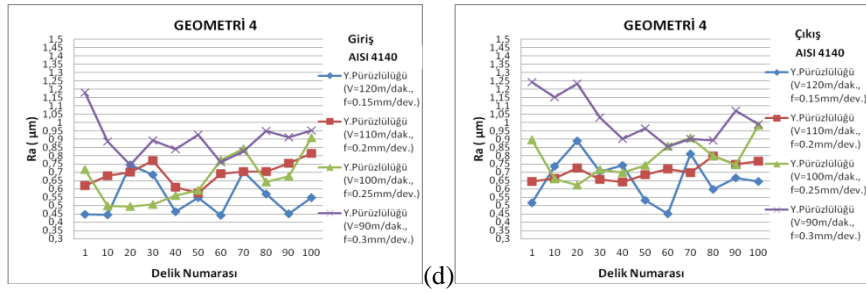 GEOMETRİ 4
Giriş
AISI 4140
Ra ( µm)
1,5
1,45
1,4
1,35
1,3
1,25
1,2
1,15
1,1
1,05
1
0,95
0,9
0,85
0,8
0,75
0,7
0,65
0,6
0,55
0,5
0,45
0,4
0,35
0,3
1 10 20 30 40 50 60 70 80 90 100
Delik Numarası
Y.Pürüzlülüğü
(V=120m/dak.,
f=0.15mm/dev.)
Y.Pürüzlülüğü
(V=110m/dak.,
f=0.2mm/dev.)
Y.Pürüzlülüğü
(V=100m/dak.,
f=0.25mm/dev.)
Y.Pürüzlülüğü
(V=90m/dak.,
f=0.3mm/dev.)
(d)
GEOMETRİ 4
Çıkış
AISI 4140
Ra ( µm)
1,5
1,45
1,4
1,35
1,3
1,25
1,2
1,15
1,1
1,05
1
0,95
0,9
0,85
0,8
0,75
0,7
0,65
0,6
0,55
0,5
0,45
0,4
0,35
0,3
1 10 20 30 40 50 60 70 80 90 100
Delik Numarası
Y.Pürüzlülüğü
(V=120m/dak.,
f=0.15mm/dev.)
Y.Pürüzlülüğü
(V=110m/dak.,
f=0.2mm/dev.)
Y.Pürüzlülüğü
(V=100m/dak.,
f=0.25mm/dev.)
Y.Pürüzlülüğü
(V=90m/dak.,
f=0.3mm/dev.)